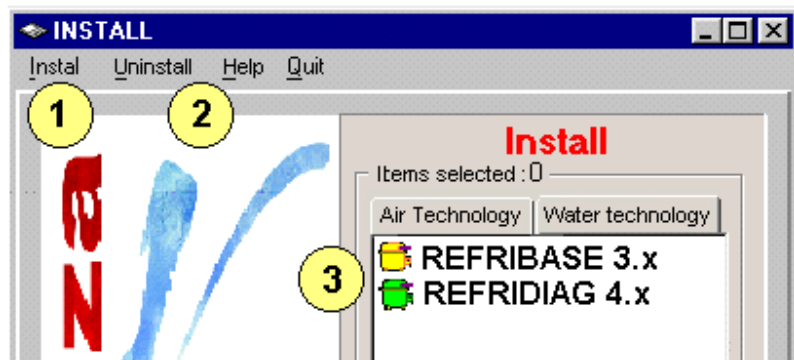 INSTALL
Instal Uninstall Help Quit
1 2
Install
Items selected : 0
Air Technology Water technology
3
REFRIBASE 3.x
REFRIDIAG 4.x